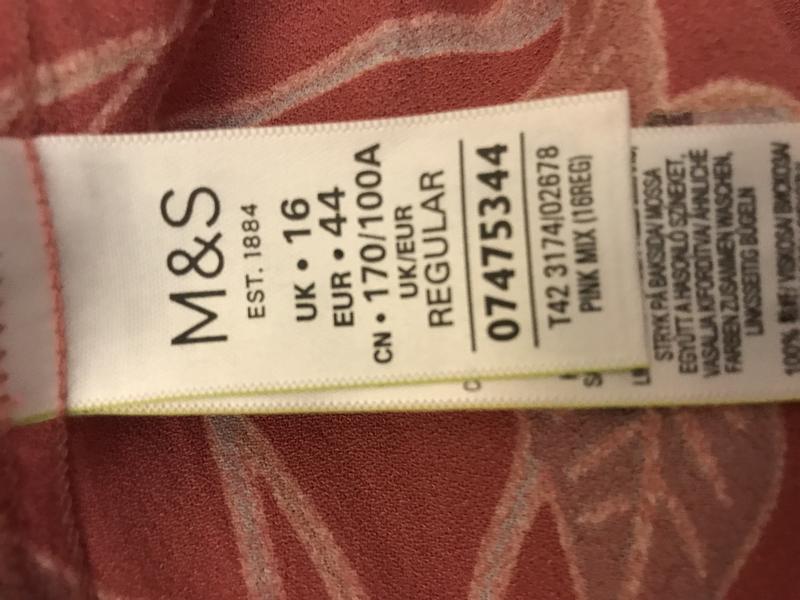 M&S
EST. 1884
UK • 16
EUR • 44
CN • 170/100A
UK/EUR
REGULAR
07475344
T42 3174/02678
PINK MIX (16REG)
STRYK PÅ BAKSIDA/ MOSSA
EGYÜTT A HASONLÓ SZÍNEKET,
VASALJA KIFORDÍTVA/ ÄHNLICHE
FARBEN ZUSAMMEN WASCHEN,
LINKSSEITIG BÜGELN
100%